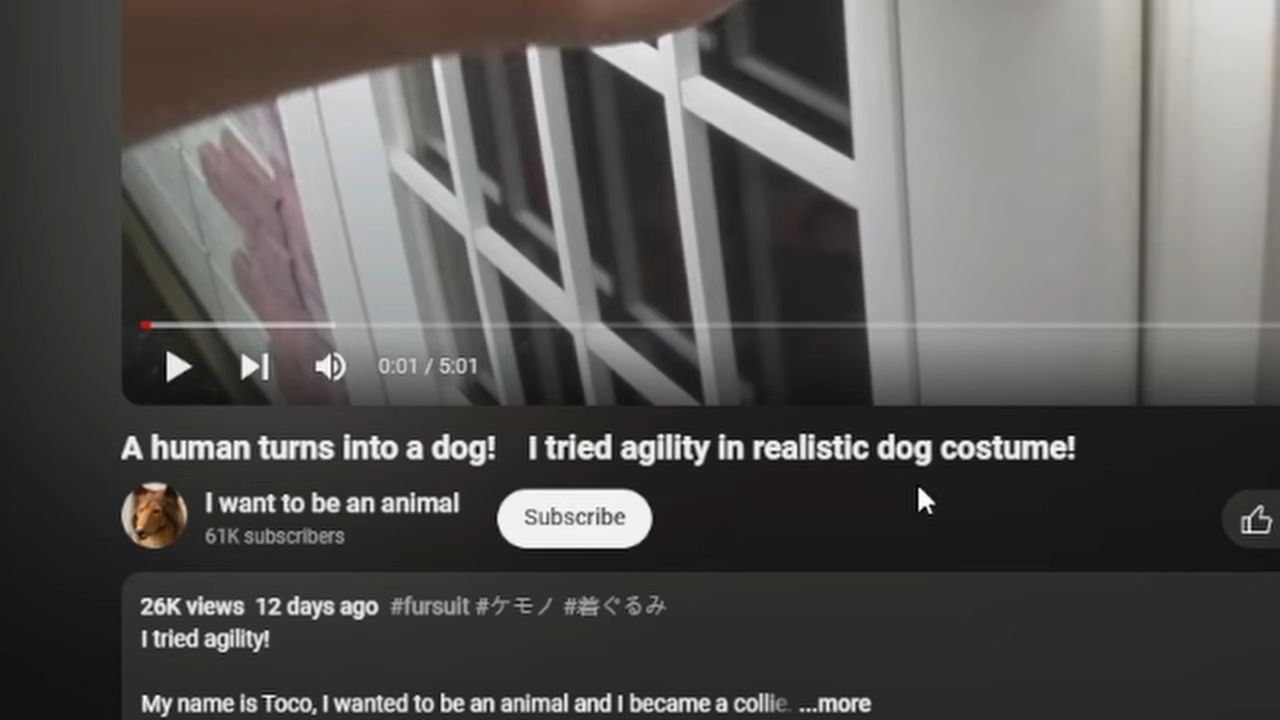 0:01 / 5:01
A human turns into a dog! I tried agility in realistic dog costume!
I want to be an animal
61K subscribers
Subscribe
26K views 12 days ago #fursuit #ケモノ #着ぐるみ
I tried agility!
My name is Toco, I wanted to be an animal and I became a collie. ...more